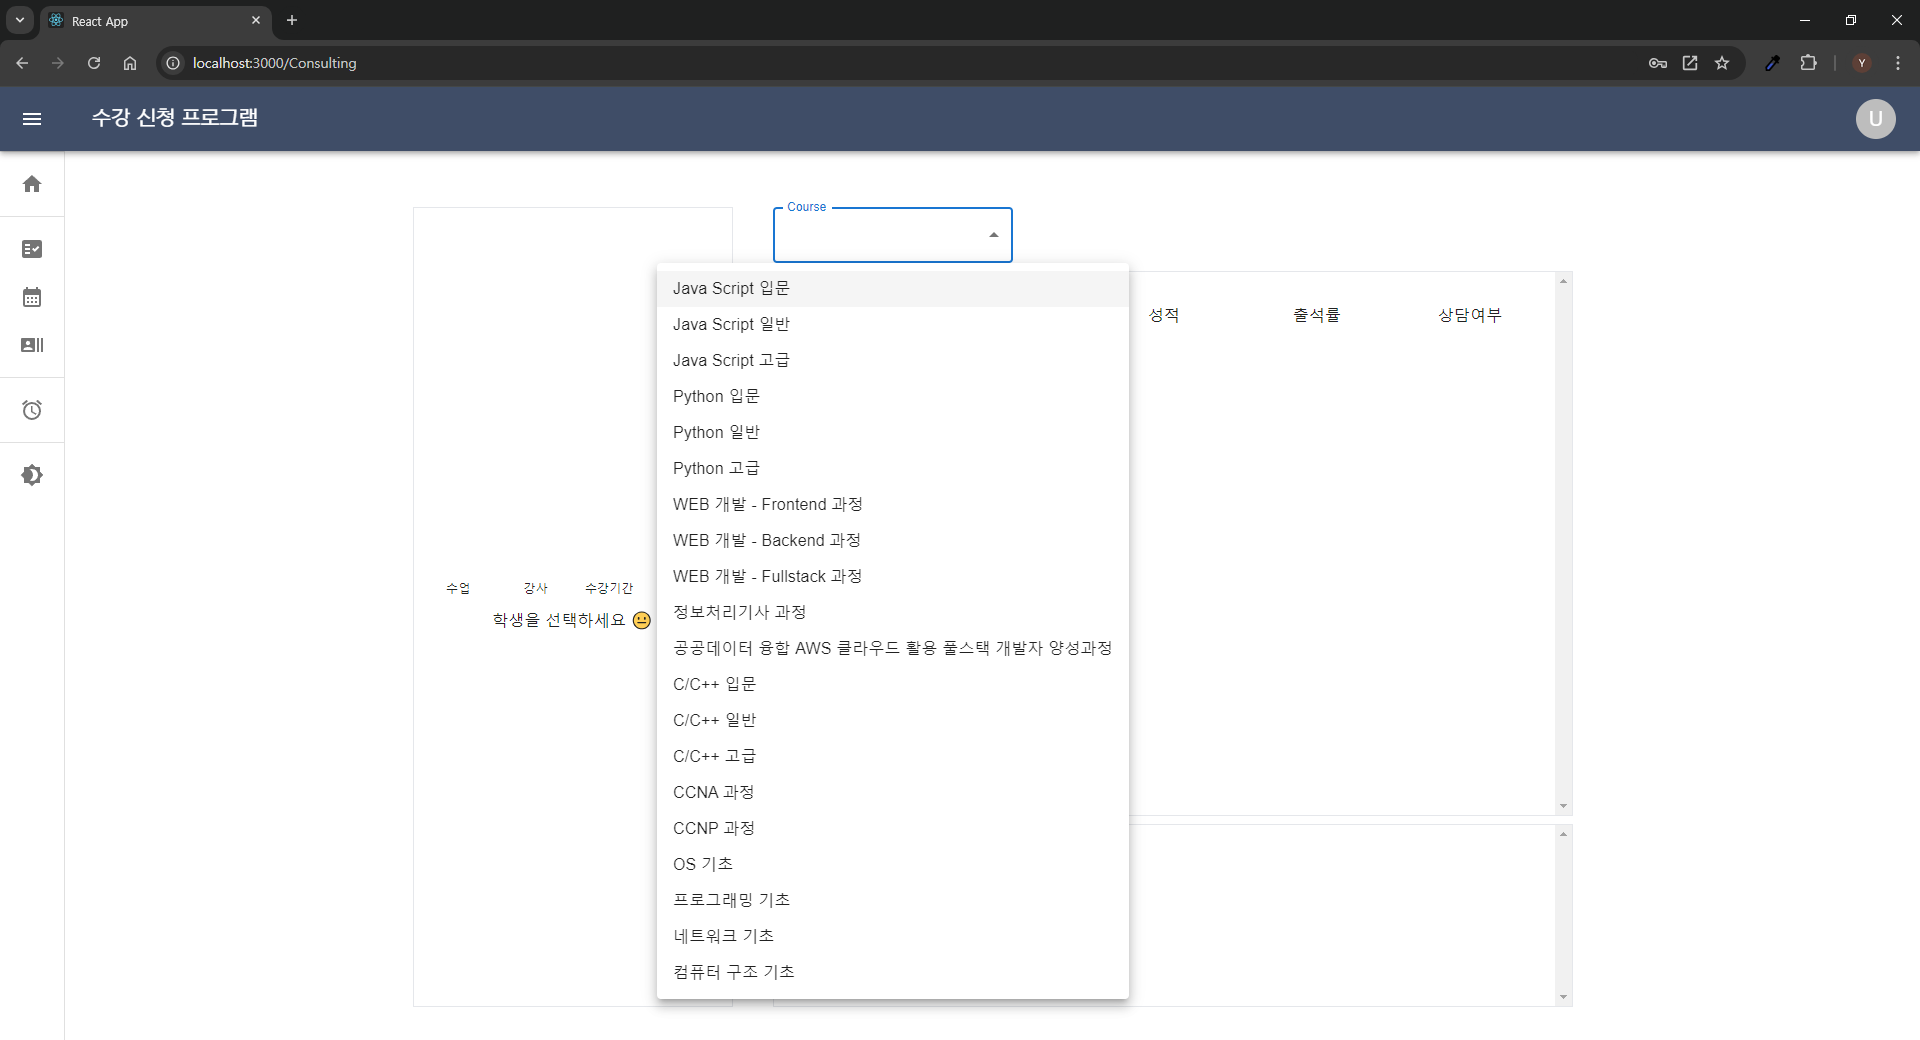 React App
localhost:3000/Consulting
Y
수강 신청 프로그램
U
Course
Java Script 입문
Java Script 일반
Java Script 고급
Python 입문
Python 일반
Python 고급
WEB 개발 - Frontend 과정
WEB 개발 - Backend 과정
WEB 개발 - Fullstack 과정
정보처리기사 과정
공공데이터 융합 AWS 클라우드 활용 풀스택 개발자 양성과정
C/C++ 입문
C/C++ 일반
C/C++ 고급
CCNA 과정
CCNP 과정
OS 기초
프로그래밍 기초
네트워크 기초
컴퓨터 구조 기초
성적 출석률 상담여부
수업 강사 수강기간
학생을 선택하세요 😐